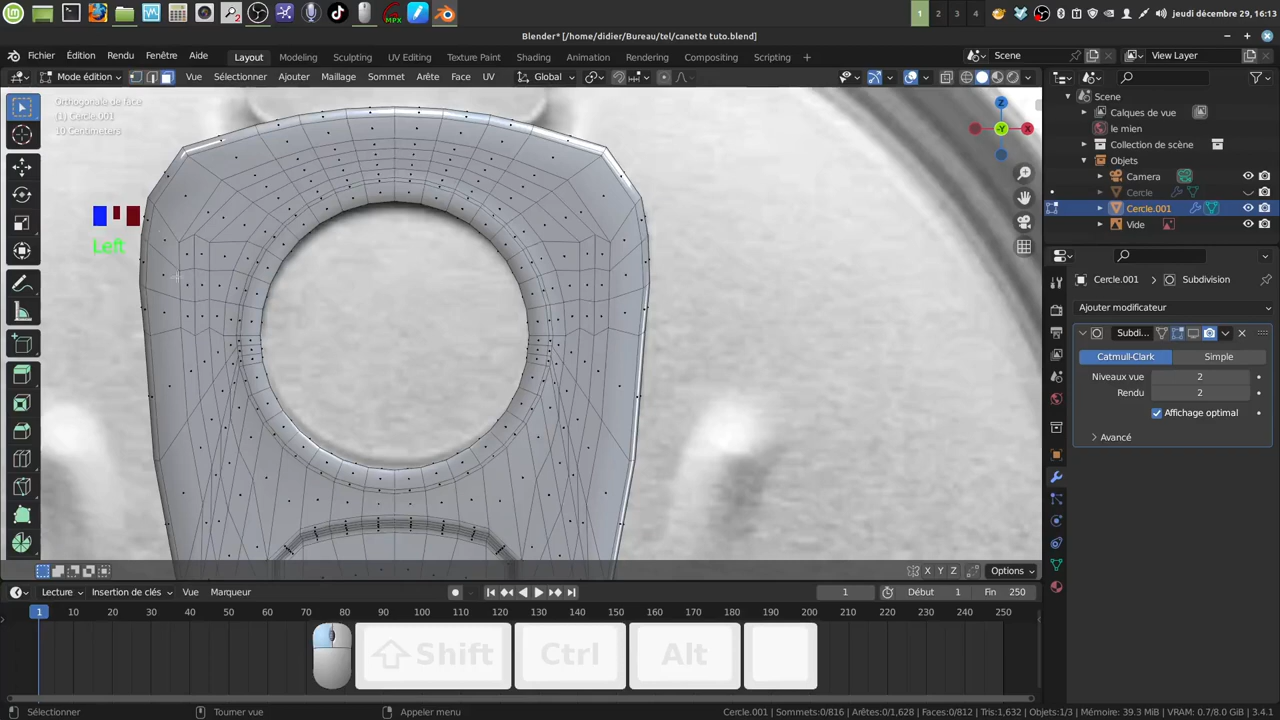 MPX
1 2 3 4
jeudi décembre 29, 16:13
Blender* [/home/didier/Bureau/tel/canette tuto.blend]
Fichier Édition Rendu Fenêtre Aide Layout Modeling Sculpting UV Editing Texture Paint Shading Animation Rendering Compositing Scripting + Scene View Layer
Mode édition Vue Sélectionner Ajouter Maillage Sommet Arête Face UV Global
Orthogonale de face
(1) Cercle.001
10 Centimètres
Z
-Y X
Left
Scene
Calques de vue
le mien
Collection de scène
Objets
Camera
Cercle
Cercle.001
Vide
Cercle.001 > Subdivision
Ajouter modificateur
Subdi...
Catmull-Clark Simple
Niveaux vue 2
Rendu 2
Affichage optimal
Avancé
X Y Z Options
Lecture Insertion de clés Vue Marqueur 1 Début 1 Fin 250
1 10 20 30 40 50 60 70 80 90 100 110 120 130 140 150 160 170 180 190 200 210 220 230 240 250
Shift Ctrl Alt
Sélectionner Tourner vue Appeler menu Cercle.001 | Sommets:0/816 | Arêtes:0/1,628 | Faces:0/812 | Tris:1,632 | Objets:1/3 | Mémoire: 39.3 MiB | VRAM: 0.7/8.0 GiB | 3.4.1